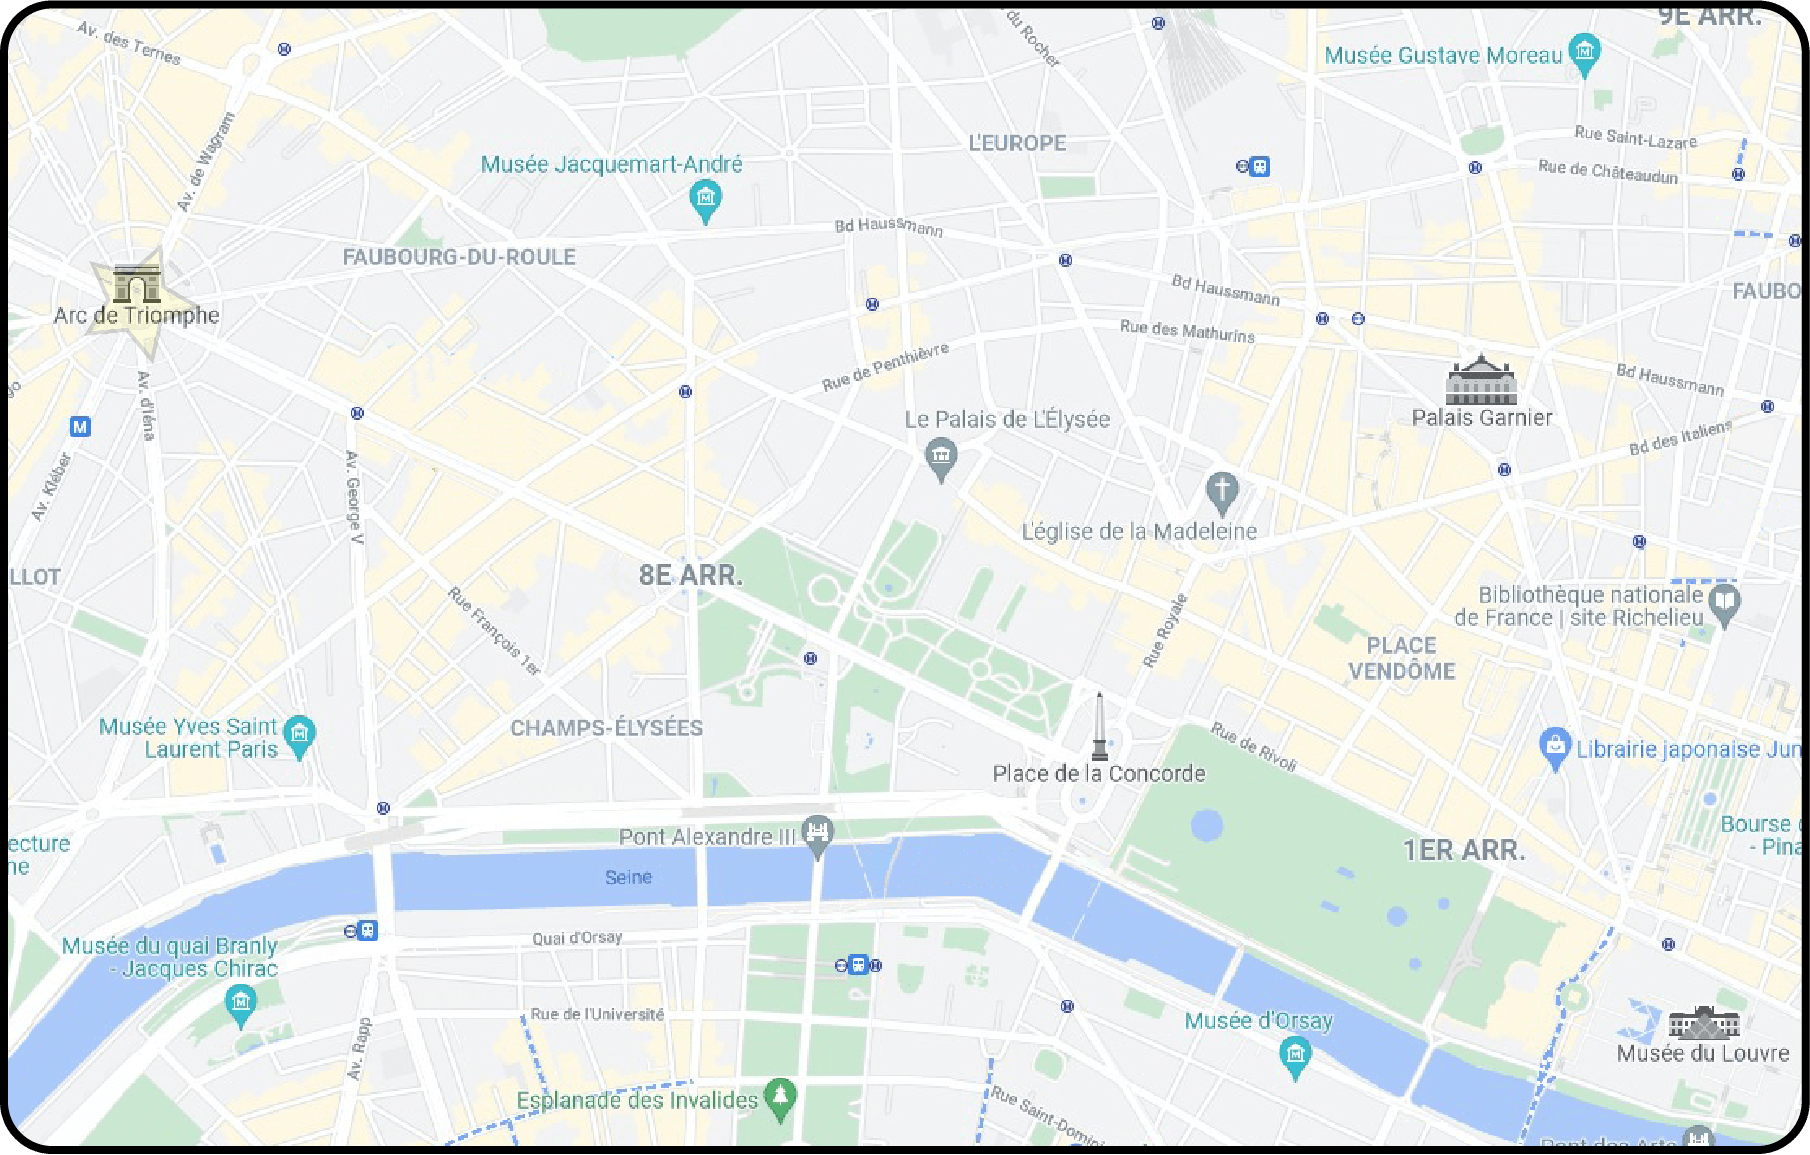 9E ARR.
Av. des Ternes
du Rocher
Musée Gustave Moreau
Av. de Wagram
L'EUROPE
Rue Saint-Lazare
Musée Jacquemart-André
Rue de Châteaudun
Bd Haussmann
FAUBOURG-DU-ROULE
Bd Haussmann
FAUBO
Arc de Triomphe
Rue des Mathurins
Rue de Penthièvre
Bd Haussmann
go
Av. d'Iéna
Le Palais de L'Élysée
Palais Garnier
M
Bd des Italiens
Av. Kléber
Av. George V
L'église de la Madeleine
LLOT
8E ARR.
Bibliothèque nationale
de France | site Richelieu
Rue François 1er
Rue Royale
PLACE
VENDÔME
Musée Yves Saint
Laurent Paris
CHAMPS-ÉLYSÉES
Rue de Rivoli
Librairie japonaise Jun
Place de la Concorde
Pont Alexandre III
Bourse
- Pina
ecture
ne
1ER ARR.
Seine
Quai d'Orsay
Musée du quai Branly
- Jacques Chirac
Rue de l'Université
Musée d'Orsay
Av. Rapp
Musée du Louvre
Esplanade des Invalides
Rue Saint-Domini
Pont des Arts